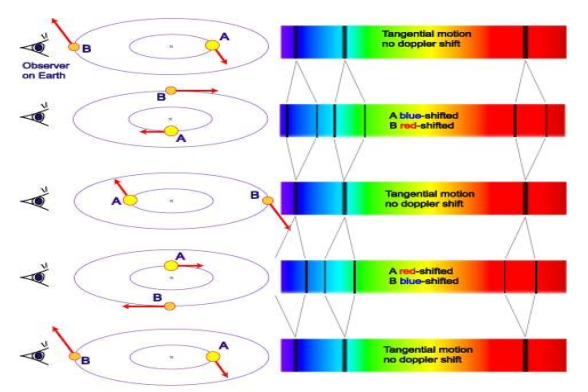 A
B
Tangential motion
no doppler shift
Observer
on Earth
B
A
A blue-shifted
B red-shifted
A
B
Tangential motion
no doppler shift
A
B
A red-shifted
B blue-shifted
A
B
Tangential motion
no doppler shift